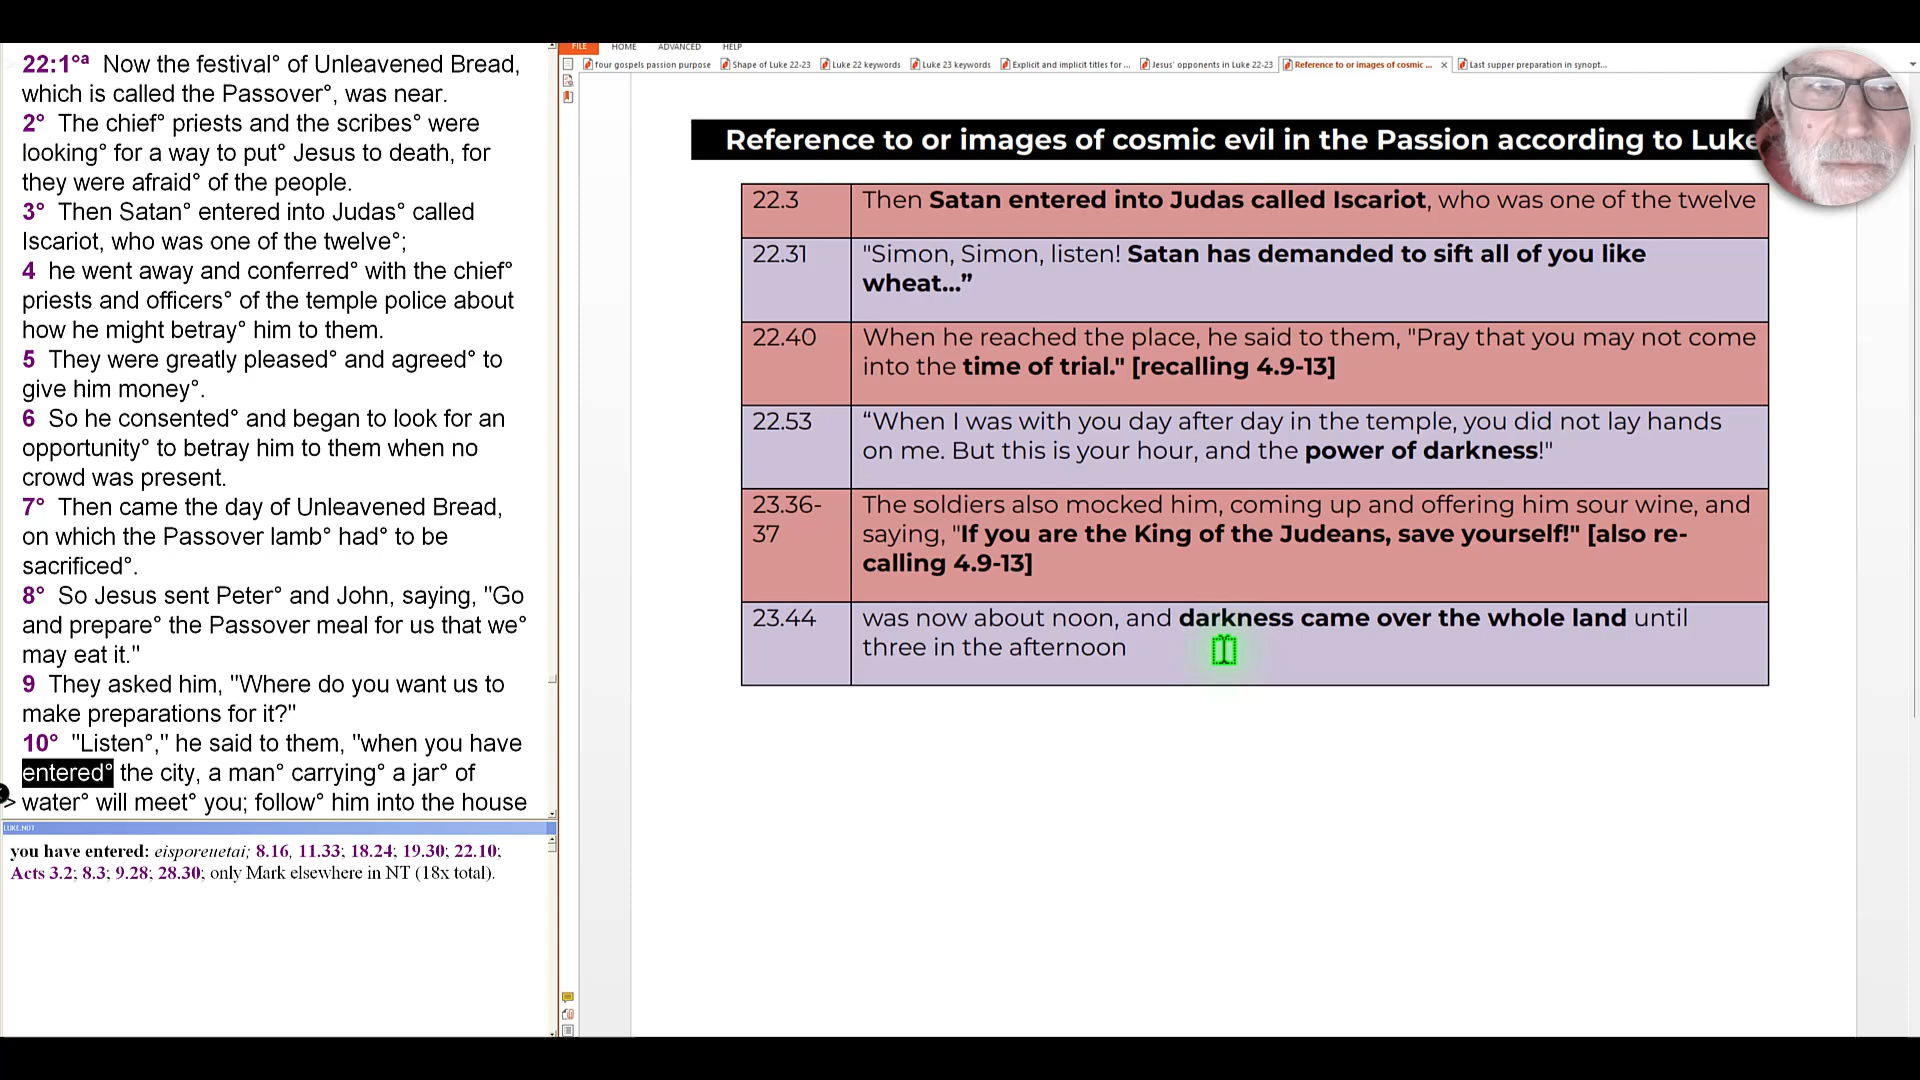 22:1°ª Now the festival° of Unleavened Bread,
which is called the Passover°, was near.
2° The chief° priests and the scribes° were
looking° for a way to put° Jesus to death, for
they were afraid° of the people.
3° Then Satan° entered into Judas° called
Iscariot, who was one of the twelve°;
4 he went away and conferred° with the chief°
priests and officers° of the temple police about
how he might betray° him to them.
5 They were greatly pleased° and agreed° to
give him money°.
6 So he consented° and began to look for an
opportunity° to betray him to them when no
crowd was present.
7° Then came the day of Unleavened Bread,
on which the Passover lamb° had° to be
sacrificed°.
8° So Jesus sent Peter° and John, saying, "Go
and prepare° the Passover meal for us that we°
may eat it."
9 They asked him, "Where do you want us to
make preparations for it?"
10° "Listen°," he said to them, "when you have
entered° the city, a man° carrying° a jar° of
water° will meet° you; follow° him into the house
LUKE.NOT
you have entered: eisporeuetai; 8.16, 11.33; 18.24; 19.30; 22.10;
Acts 3.2; 8.3; 9.28; 28.30; only Mark elsewhere in NT (18x total).
FILE HOME ADVANCED HELP
four gospels passion purpose Shape of Luke 22-23 Luke 22 keywords Luke 23 keywords Explicit and implicit titles for ... Jesus' opponents in Luke 22-23 Reference to or images of cosmic ... Last supper preparation in synopt...
Reference to or images of cosmic evil in the Passion according to Luke
22.3 Then Satan entered into Judas called Iscariot, who was one of the twelve
22.31 "Simon, Simon, listen! Satan has demanded to sift all of you like
wheat…”
22.40 When he reached the place, he said to them, "Pray that you may not come
into the time of trial." [recalling 4.9-13]
22.53 “When I was with you day after day in the temple, you did not lay hands
on me. But this is your hour, and the power of darkness!"
23.36- The soldiers also mocked him, coming up and offering him sour wine, and
37 saying, "If you are the King of the Judeans, save yourself!" [also re-
calling 4.9-13]
23.44 was now about noon, and darkness came over the whole land until
three in the afternoon